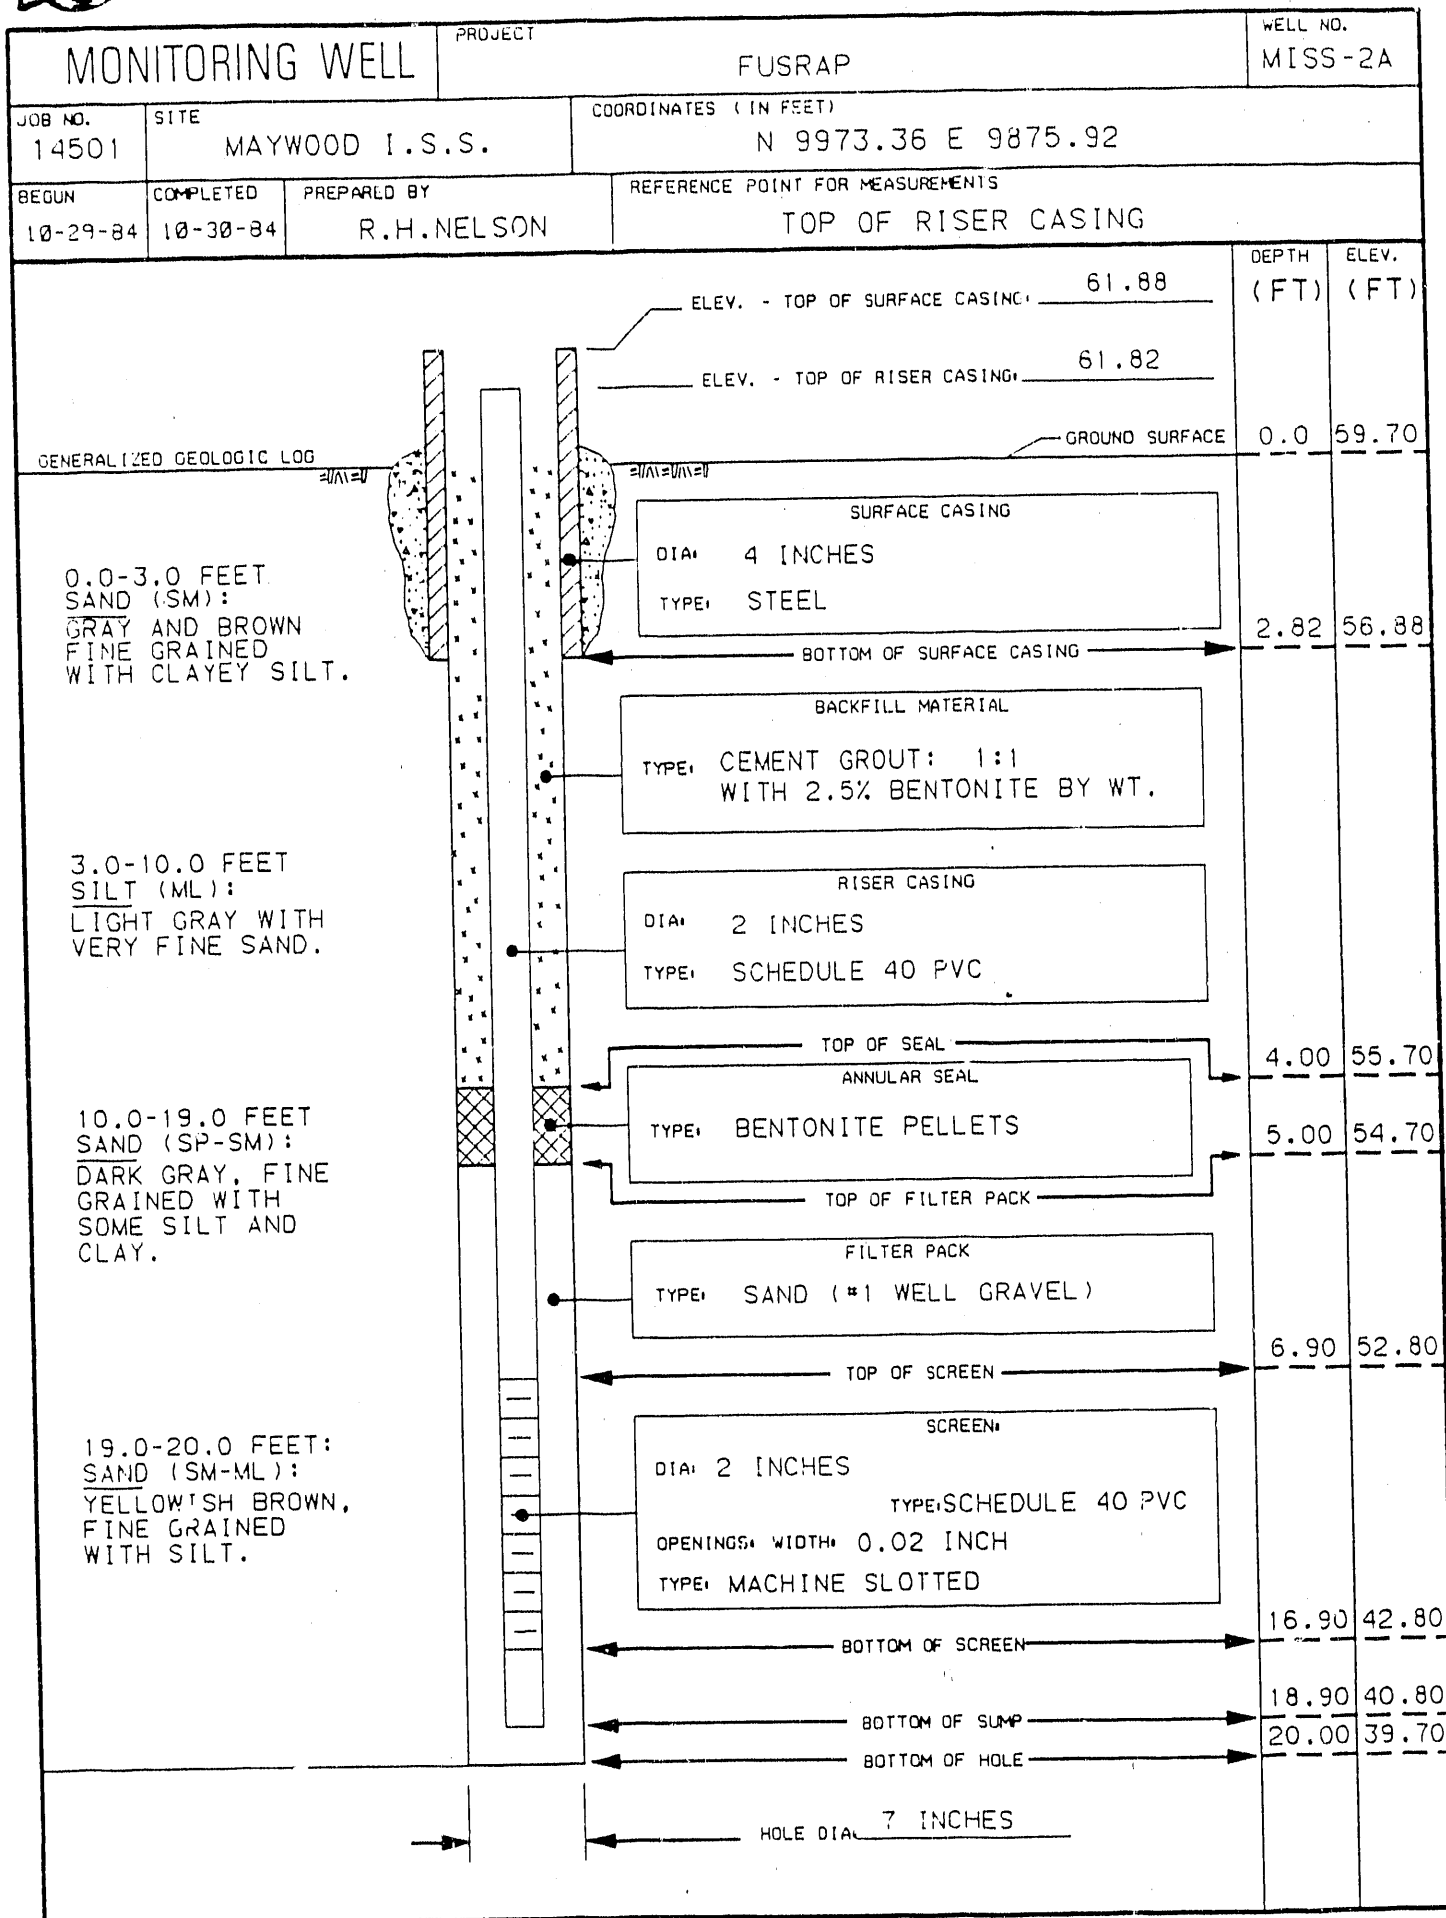 MONITORING WELL
PROJECT
FUSRAP
WELL NO.
MISS-2A
JOB NO.
14501
SITE
MAYWOOD I.S.S.
COORDINATES (IN FEET)
N 9973.36 E 9875.92
BEGUN
10-29-84
COMPLETED
10-30-84
PREPARED BY
R.H.NELSON
REFERENCE POINT FOR MEASUREMENTS
TOP OF RISER CASING
DEPTH
(FT)
ELEV.
(FT)
ELEV. - TOP OF SURFACE CASING: 61.88
ELEV. - TOP OF RISER CASING: 61.82
GROUND SURFACE 0.0 59.70
GENERALIZED GEOLOGIC LOG
SURFACE CASING
DIA: 4 INCHES
TYPE: STEEL
0.0-3.0 FEET
SAND (SM):
GRAY AND BROWN
FINE GRAINED
WITH CLAYEY SILT.
BOTTOM OF SURFACE CASING 2.82 56.88
BACKFILL MATERIAL
TYPE: CEMENT GROUT: 1:1
WITH 2.5% BENTONITE BY WT.
3.0-10.0 FEET
SILT (ML):
LIGHT GRAY WITH
VERY FINE SAND.
RISER CASING
DIA: 2 INCHES
TYPE: SCHEDULE 40 PVC
TOP OF SEAL 4.00 55.70
ANNULAR SEAL
TYPE: BENTONITE PELLETS
10.0-19.0 FEET
SAND (SP-SM):
DARK GRAY, FINE
GRAINED WITH
SOME SILT AND
CLAY.
TOP OF FILTER PACK 5.00 54.70
FILTER PACK
TYPE: SAND (#1 WELL GRAVEL)
TOP OF SCREEN 6.90 52.80
SCREEN:
DIA: 2 INCHES
TYPE:SCHEDULE 40 PVC
OPENINGS: WIDTH: 0.02 INCH
TYPE: MACHINE SLOTTED
19.0-20.0 FEET:
SAND (SM-ML):
YELLOWISH BROWN,
FINE GRAINED
WITH SILT.
BOTTOM OF SCREEN 16.90 42.80
BOTTOM OF SUMP 18.90 40.80
BOTTOM OF HOLE 20.00 39.70
HOLE DIA: 7 INCHES